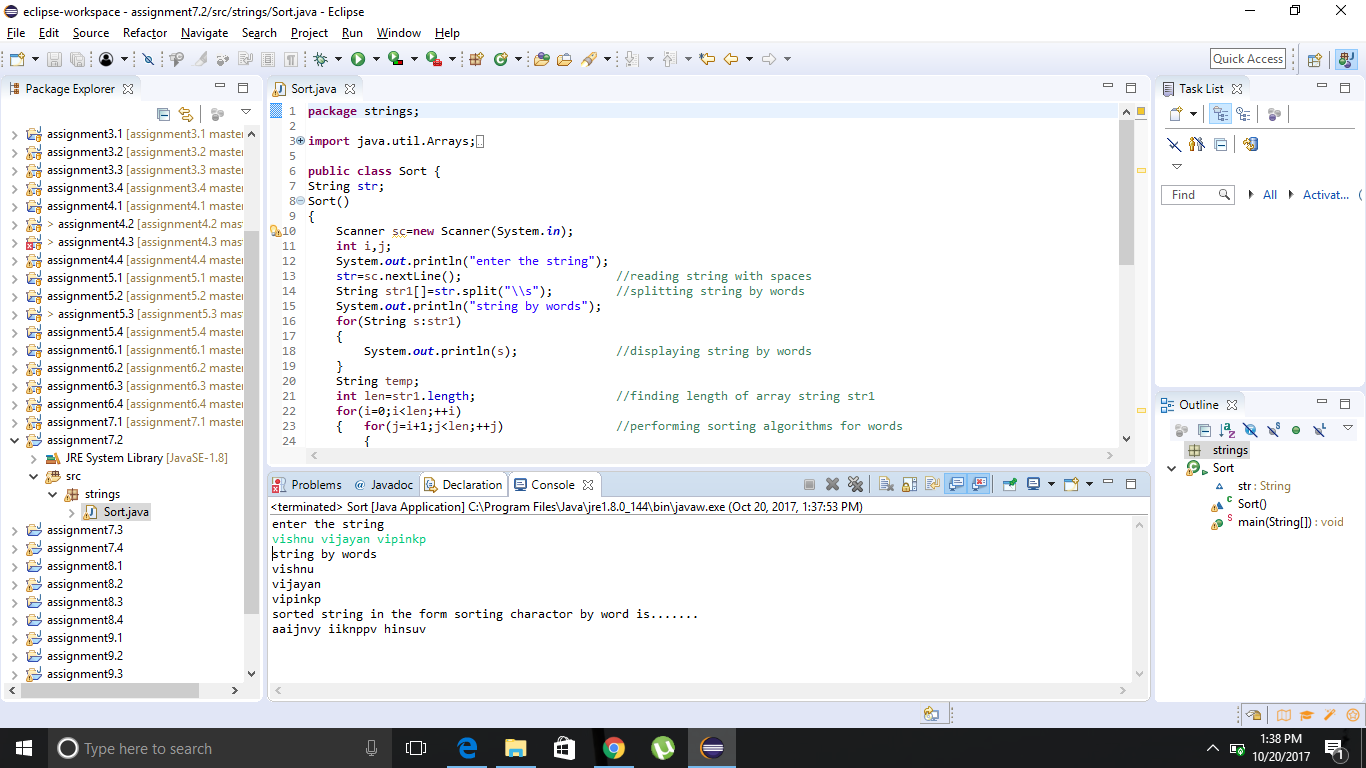 eclipse-workspace - assignment7.2/src/strings/Sort.java - Eclipse
File Edit Source Refactor Navigate Search Project Run Window Help
Quick Access
Package Explorer
assignment3.1 [assignment3.1 master
assignment3.2 [assignment3.2 master
assignment3.3 [assignment3.3 master
assignment3.4 [assignment3.4 master
assignment4.1 [assignment4.1 master
> assignment4.2 [assignment4.2 mas
> assignment4.3 [assignment4.3 mas
assignment4.4 [assignment4.4 master
assignment5.1 [assignment5.1 master
assignment5.2 [assignment5.2 master
> assignment5.3 [assignment5.3 mas
assignment5.4 [assignment5.4 master
assignment6.1 [assignment6.1 master
assignment6.2 [assignment6.2 master
assignment6.3 [assignment6.3 master
assignment6.4 [assignment6.4 master
assignment7.1 [assignment7.1 master
assignment7.2
JRE System Library [JavaSE-1.8]
src
strings
Sort.java
assignment7.3
assignment7.4
assignment8.1
assignment8.2
assignment8.3
assignment8.4
assignment9.1
assignment9.2
assignment9.3
Sort.java
1 package strings;
2
3 import java.util.Arrays;
5
6 public class Sort {
7 String str;
8 Sort()
9 {
10 Scanner sc=new Scanner(System.in);
11 int i,j;
12 System.out.println("enter the string");
13 str=sc.nextLine(); //reading string with spaces
14 String str1[]=str.split("\\s"); //splitting string by words
15 System.out.println("string by words");
16 for(String s:str1)
17 {
18 System.out.println(s); //displaying string by words
19 }
20 String temp;
21 int len=str1.length; //finding length of array string str1
22 for(i=0;i<len;++i)
23 { for(j=i+1;j<len;++j) //performing sorting algorithms for words
24 {
Problems @ Javadoc Declaration Console
<terminated> Sort [Java Application] C:\Program Files\Java\jre1.8.0_144\bin\javaw.exe (Oct 20, 2017, 1:37:53 PM)
enter the string
vishnu vijayan vipinkp
string by words
vishnu
vijayan
vipinkp
sorted string in the form sorting charactor by word is.......
aaijnvy iiknppv hinsuv
Task List
Find All Activat...
Outline
strings
Sort
str : String
Sort()
main(String[]) : void
Type here to search
1:38 PM
10/20/2017
1